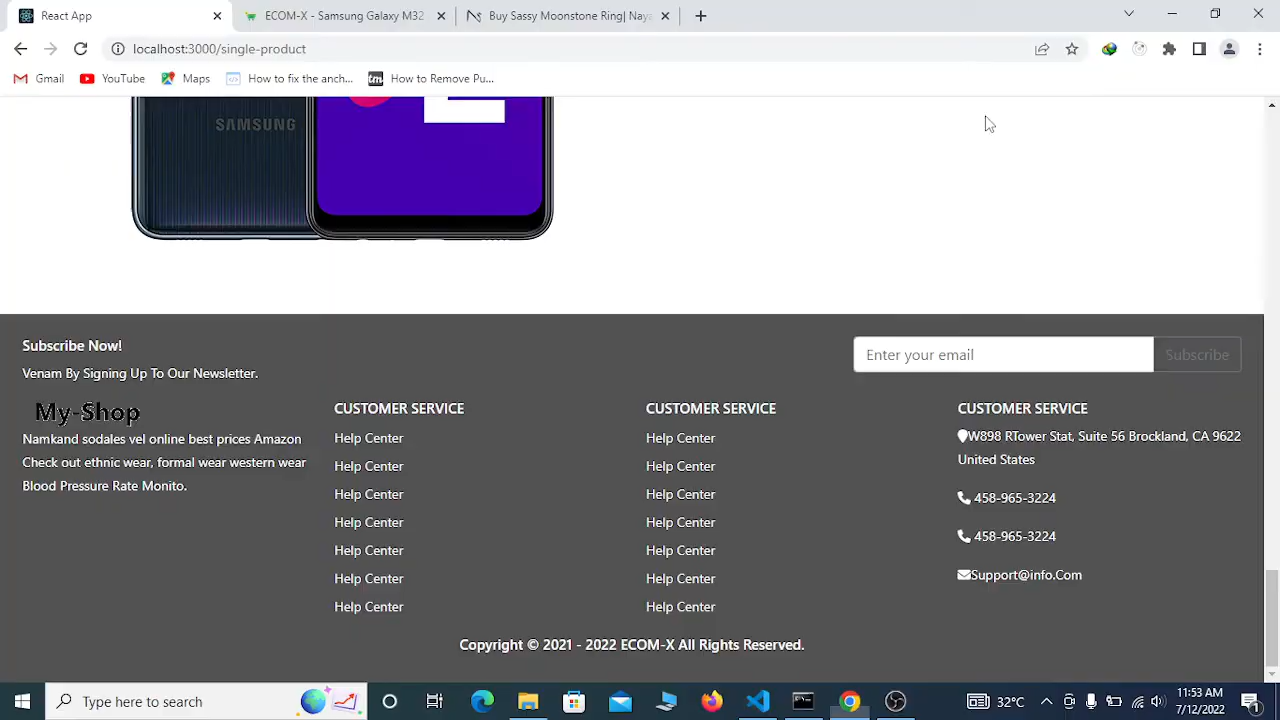 React App
ECOM-X - Samsung Galaxy M32
Buy Sassy Moonstone Ring| Naya
localhost:3000/single-product
Gmail
YouTube
Maps
How to fix the anch...
How to Remove Pu...
SAMSUNG
Subscribe Now!
Venam By Signing Up To Our Newsletter.
Enter your email
Subscribe
My-Shop
Namkand sodales vel online best prices Amazon
Check out ethnic wear, formal wear western wear
Blood Pressure Rate Monito.
CUSTOMER SERVICE
Help Center
Help Center
Help Center
Help Center
Help Center
Help Center
Help Center
CUSTOMER SERVICE
Help Center
Help Center
Help Center
Help Center
Help Center
Help Center
Help Center
CUSTOMER SERVICE
W898 RTower Stat, Suite 56 Brockland, CA 9622
United States
458-965-3224
458-965-3224
Support@info.Com
Copyright © 2021 - 2022 ECOM-X All Rights Reserved.
Type here to search
32°C
11:53 AM
7/12/2022